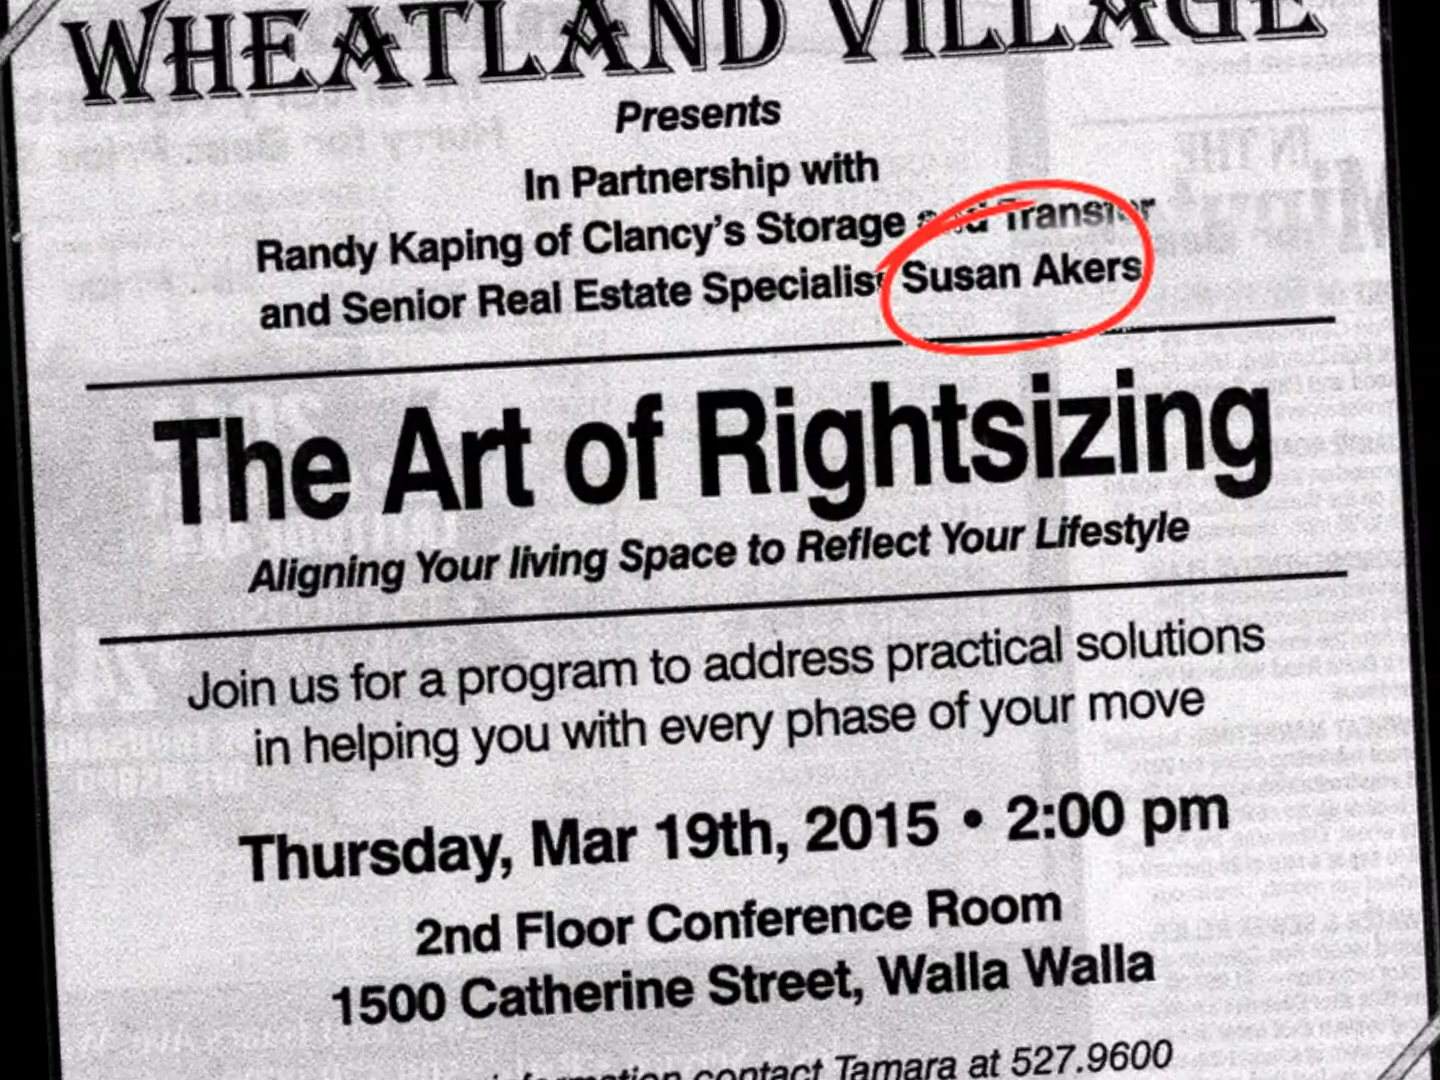 WHEATLAND VILLAGE
Presents
In Partnership with
Randy Kaping of Clancy's Storage and Transfer
and Senior Real Estate Specialist Susan Akers
The Art of Rightsizing
Aligning Your living Space to Reflect Your Lifestyle
Join us for a program to address practical solutions
in helping you with every phase of your move
Thursday, Mar 19th, 2015 • 2:00 pm
2nd Floor Conference Room
1500 Catherine Street, Walla Walla
information contact Tamara at 527.9600